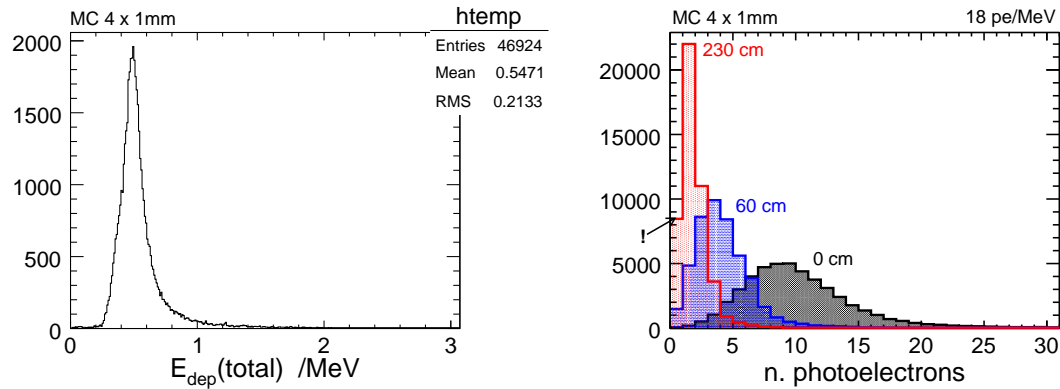 MC 4 x 1mm
htemp
Entries 46924
Mean 0.5471
RMS 0.2133
2000
1500
1000
500
0
0 1 2 3
E_dep(total) /MeV
MC 4 x 1mm 18 pe/MeV
230 cm
60 cm
0 cm
!
20000
15000
10000
5000
0
0 5 10 15 20 25 30
n. photoelectrons